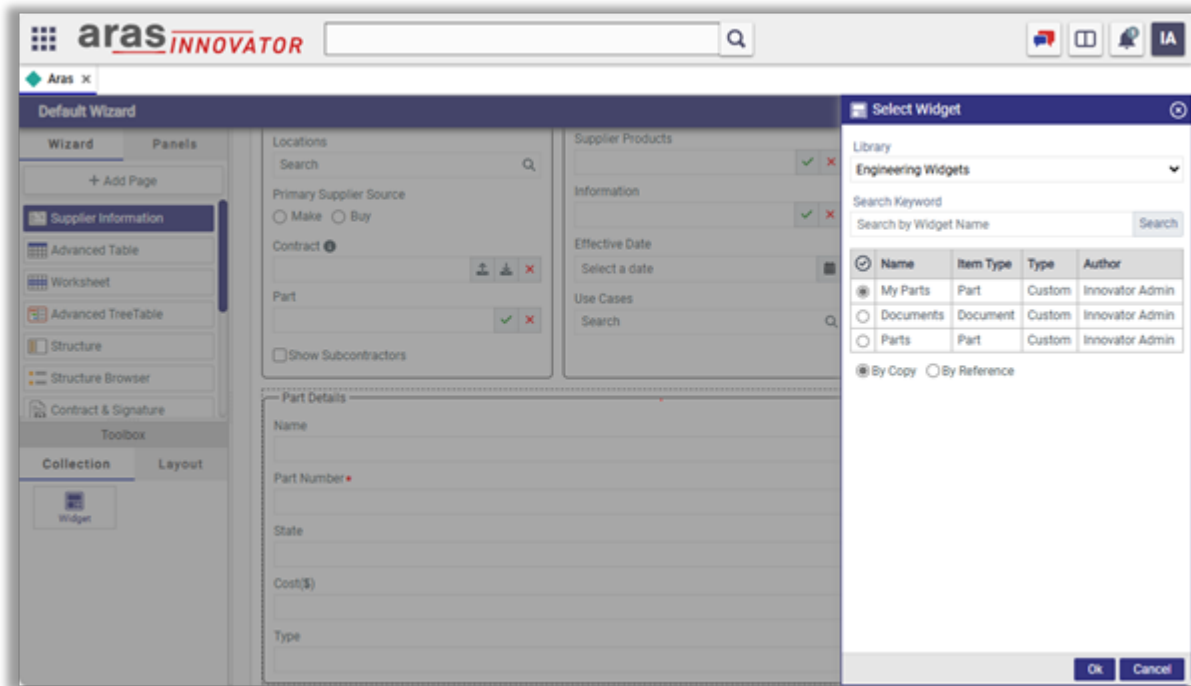 aras INNOVATOR
IA
Aras ×
Default Wizard
Wizard Panels
+ Add Page
Supplier Information
Advanced Table
Worksheet
Advanced TreeTable
Structure
Structure Browser
Contract & Signature
Toolbox
Collection Layout
Widget
Locations
Search
Primary Supplier Source
Make Buy
Contract
Part
Show Subcontractors
Supplier Products
Information
Effective Date
Select a date
Use Cases
Search
Part Details
Name
Part Number
State
Cost($)
Type
Select Widget
Library
Engineering Widgets
Search Keyword
Search by Widget Name Search
Name Item Type Type Author
My Parts Part Custom Innovator Admin
Documents Document Custom Innovator Admin
Parts Part Custom Innovator Admin
By Copy By Reference
Ok Cancel